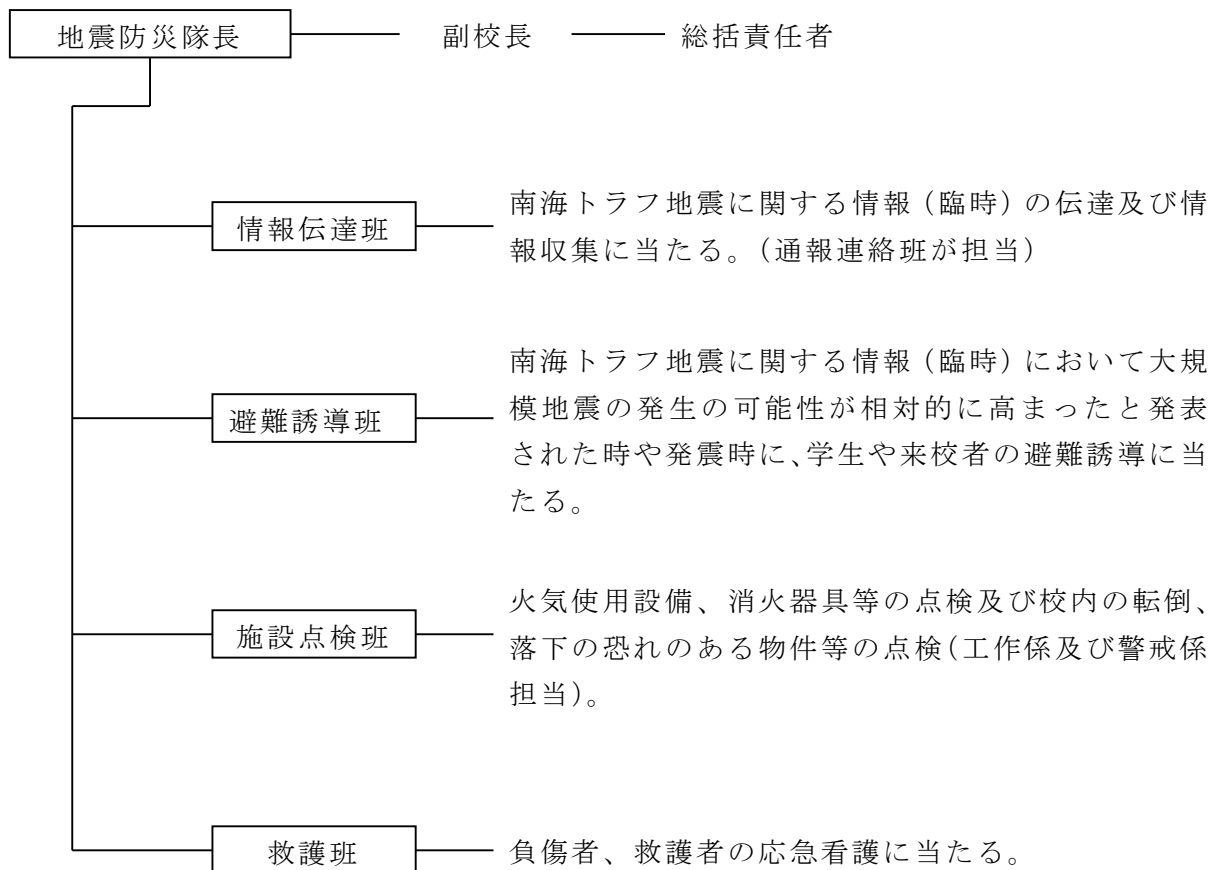 地震防災隊長 副校長 総括責任者
情報伝達班
南海トラフ地震に関する情報（臨時）の伝達及び情
報収集に当たる。（通報連絡班が担当）
避難誘導班
南海トラフ地震に関する情報（臨時）において大規
模地震の発生の可能性が相対的に高まったと発表
された時や発震時に、学生や来校者の避難誘導に当
たる。
施設点検班
火気使用設備、消火器具等の点検及び校内の転倒、
落下の恐れのある物件等の点検（工作係及び警戒係
担当）。
救護班
負傷者、救護者の応急看護に当たる。